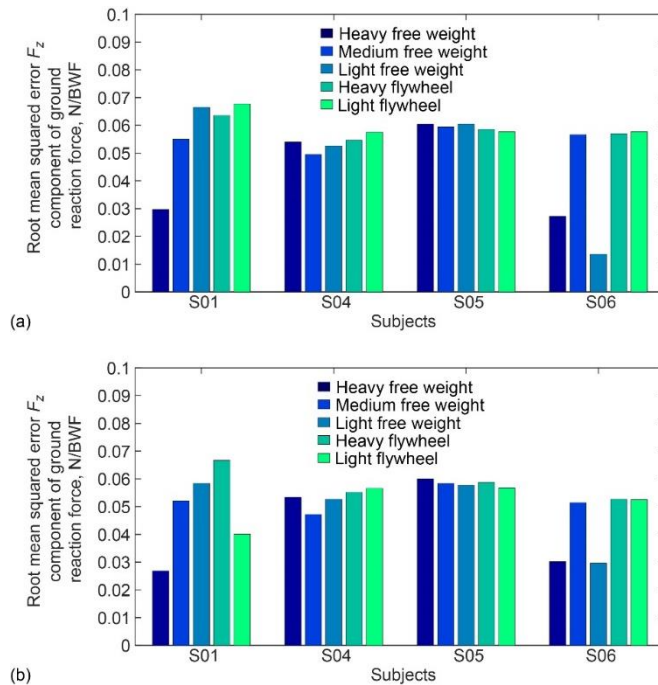 0.1
0.09
0.08
0.07
0.06
0.05
0.04
0.03
0.02
0.01
0
Root mean squared error Fz
component of ground
reaction force, N/BWF
Heavy free weight
Medium free weight
Light free weight
Heavy flywheel
Light flywheel
S01 S04 S05 S06
Subjects
(a)
0.1
0.09
0.08
0.07
0.06
0.05
0.04
0.03
0.02
0.01
0
Root mean squared error Fz
component of ground
reaction force, N/BWF
Heavy free weight
Medium free weight
Light free weight
Heavy flywheel
Light flywheel
S01 S04 S05 S06
Subjects
(b)